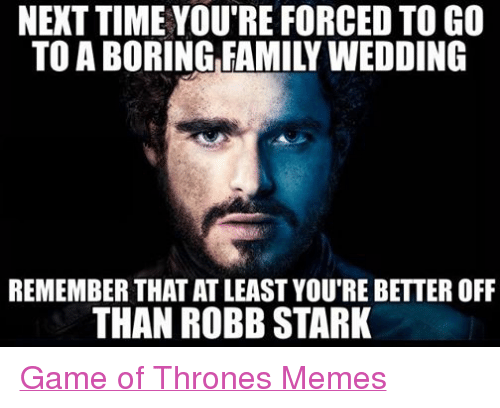 NEXT TIME YOU'RE FORCED TO GO
TO A BORING FAMILY WEDDING
REMEMBER THAT AT LEAST YOU'RE BETTER OFF
THAN ROBB STARK
Game of Thrones Memes